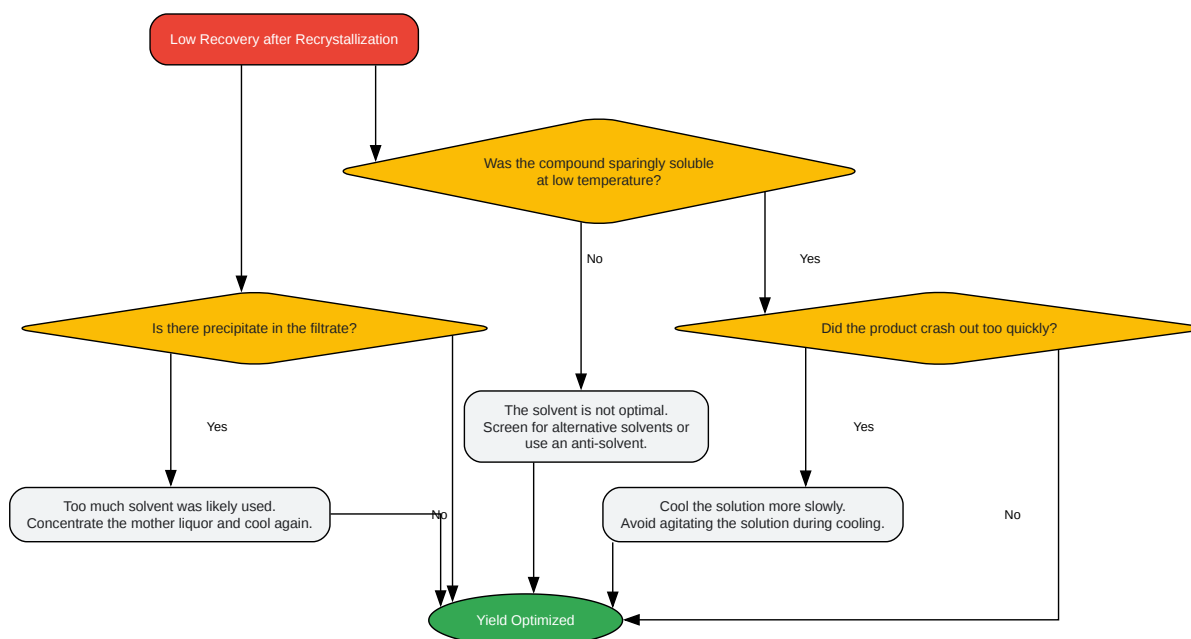 Low Recovery after Recrystallization
Was the compound sparingly soluble
at low temperature?
No
Yes
Is there precipitate in the filtrate?
Did the product crash out too quickly?
The solvent is not optimal.
Screen for alternative solvents or
use an anti-solvent.
Yes
Yes
Too much solvent was likely used.
Concentrate the mother liquor and cool again.
No
Cool the solution more slowly.
Avoid agitating the solution during cooling.
No
Yield Optimized